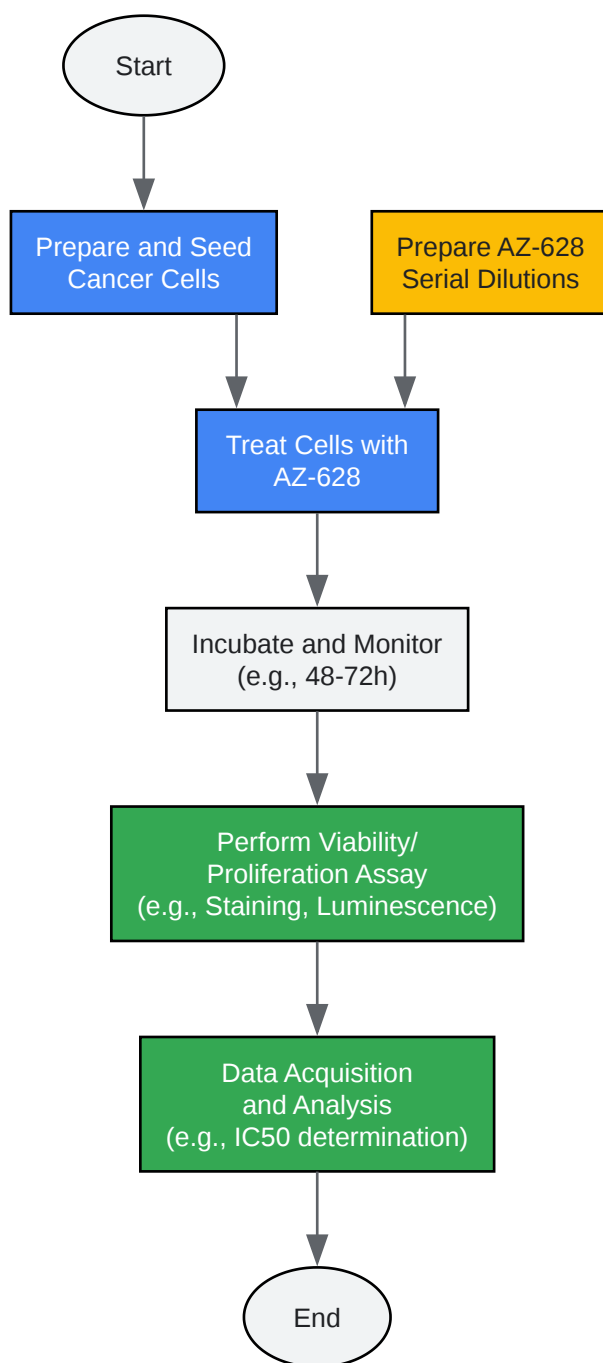 Start
Prepare and Seed
Cancer Cells
Prepare AZ-628
Serial Dilutions
Treat Cells with
AZ-628
Incubate and Monitor
(e.g., 48-72h)
Perform Viability/
Proliferation Assay
(e.g., Staining, Luminescence)
Data Acquisition
and Analysis
(e.g., IC50 determination)
End